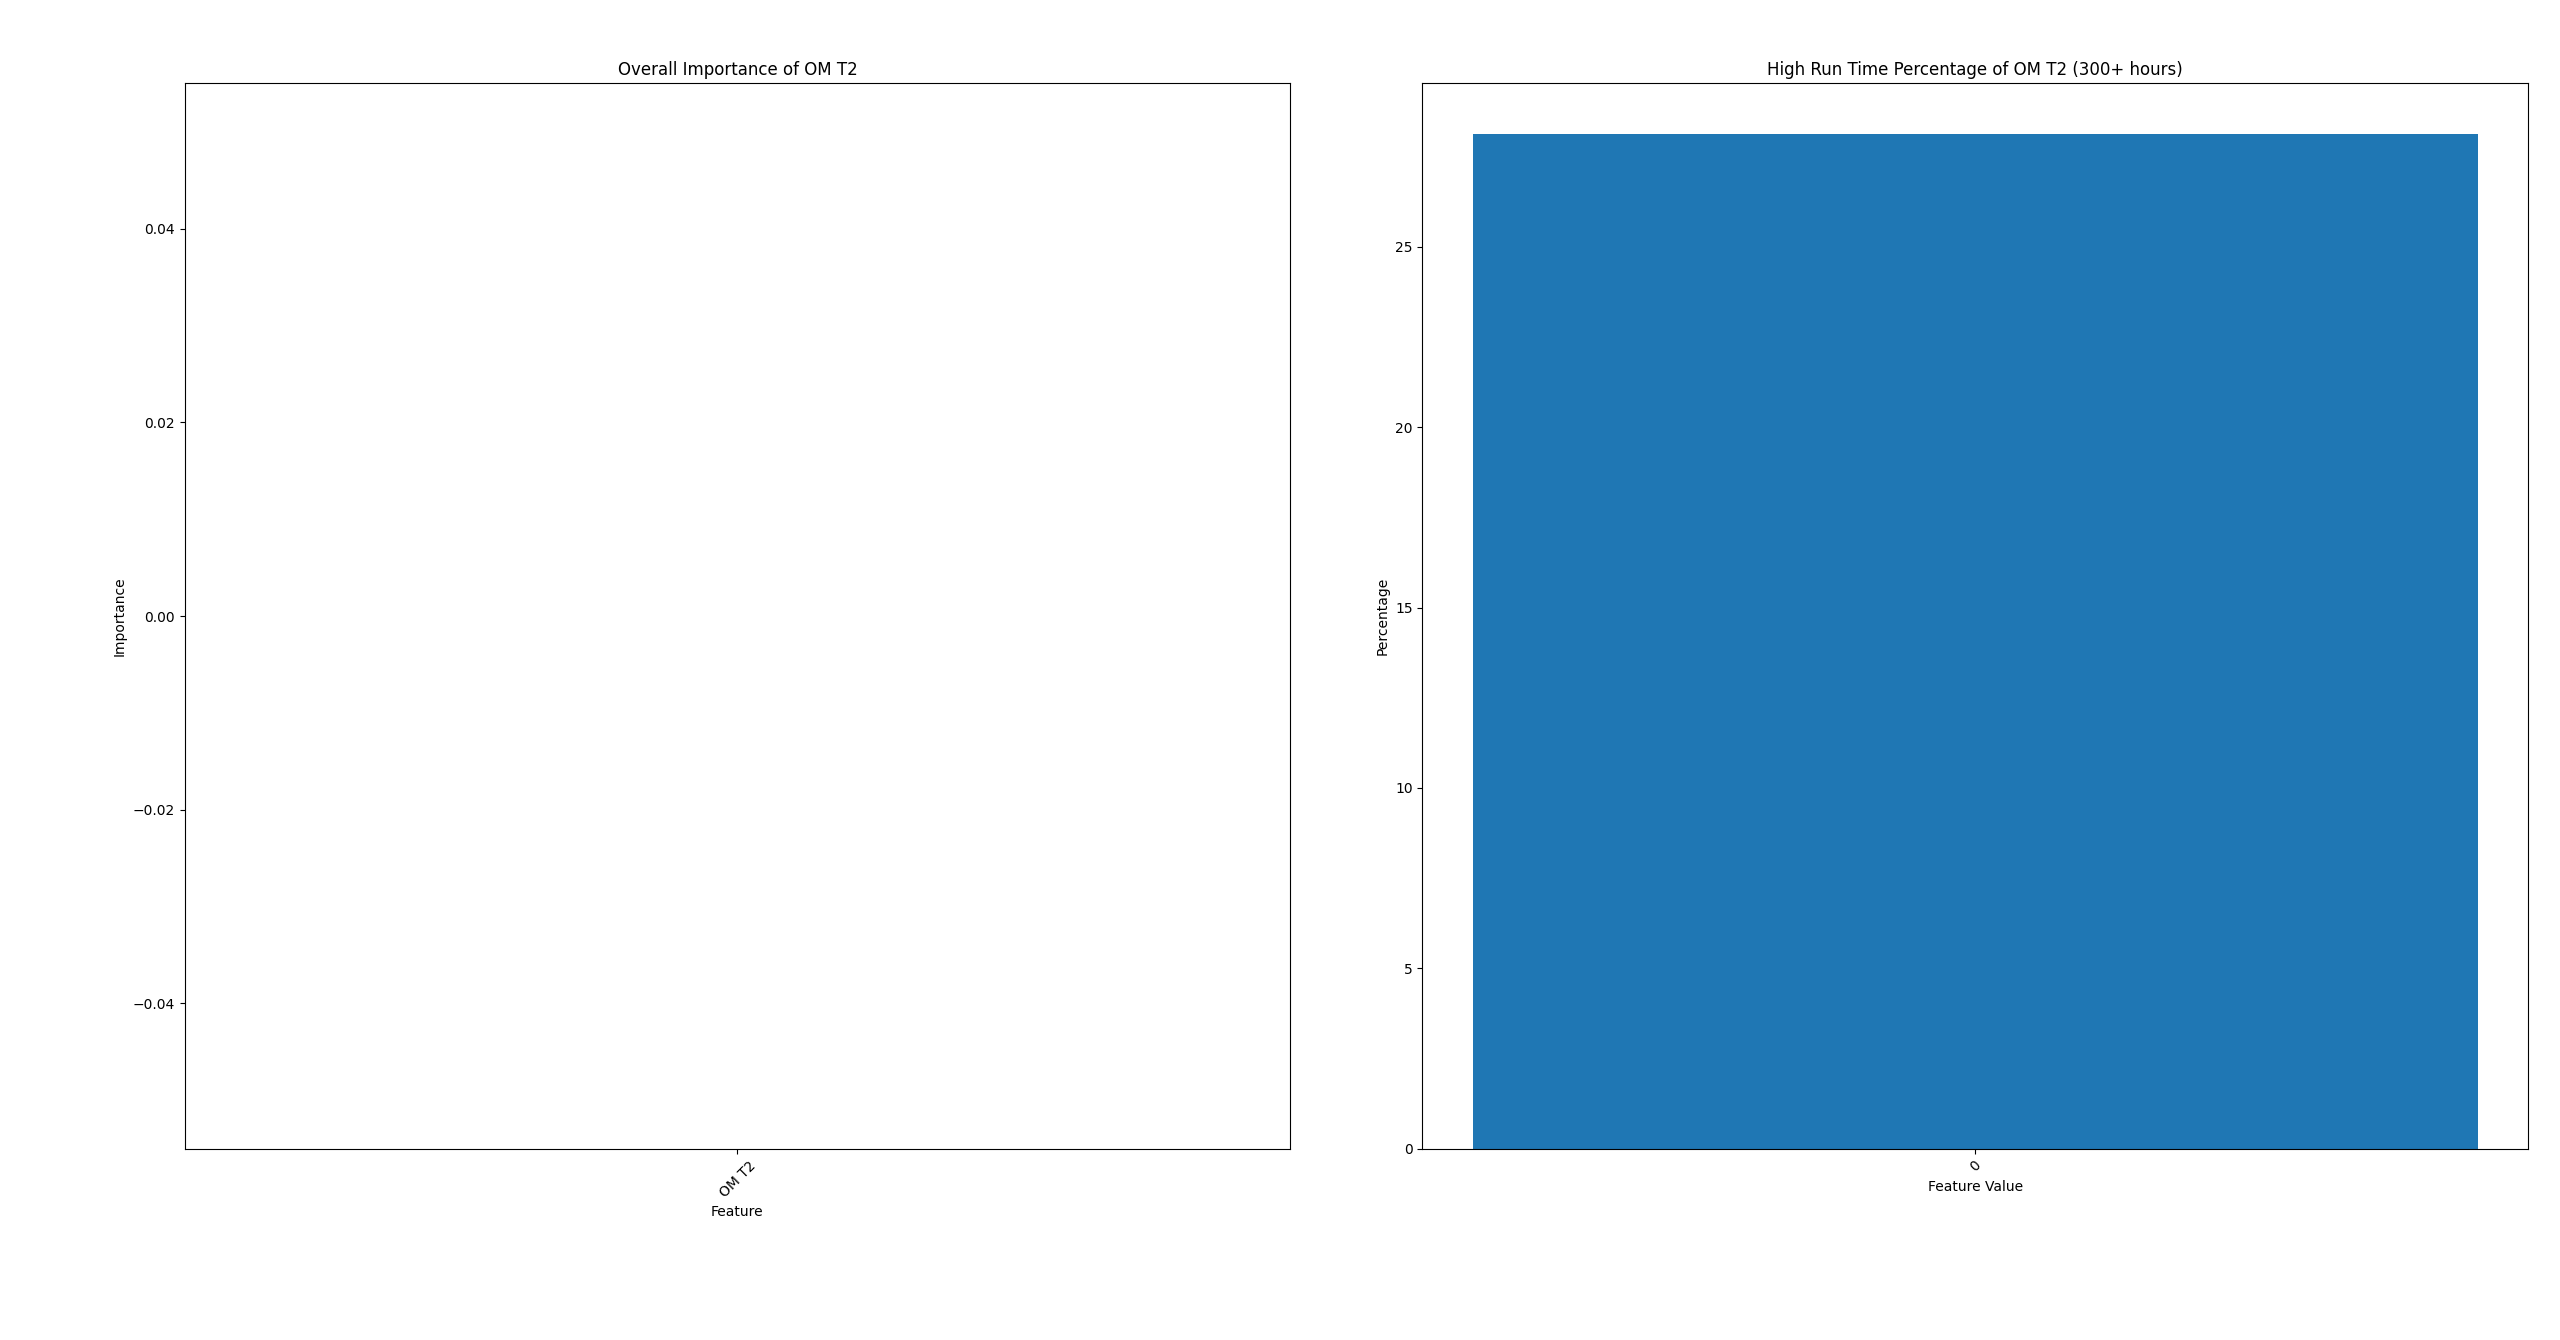 Overall Importance of OM T2
0.04
0.02
0.00
−0.02
−0.04
Importance
OM T2
Feature
High Run Time Percentage of OM T2 (300+ hours)
25
20
15
10
5
0
Percentage
0
Feature Value